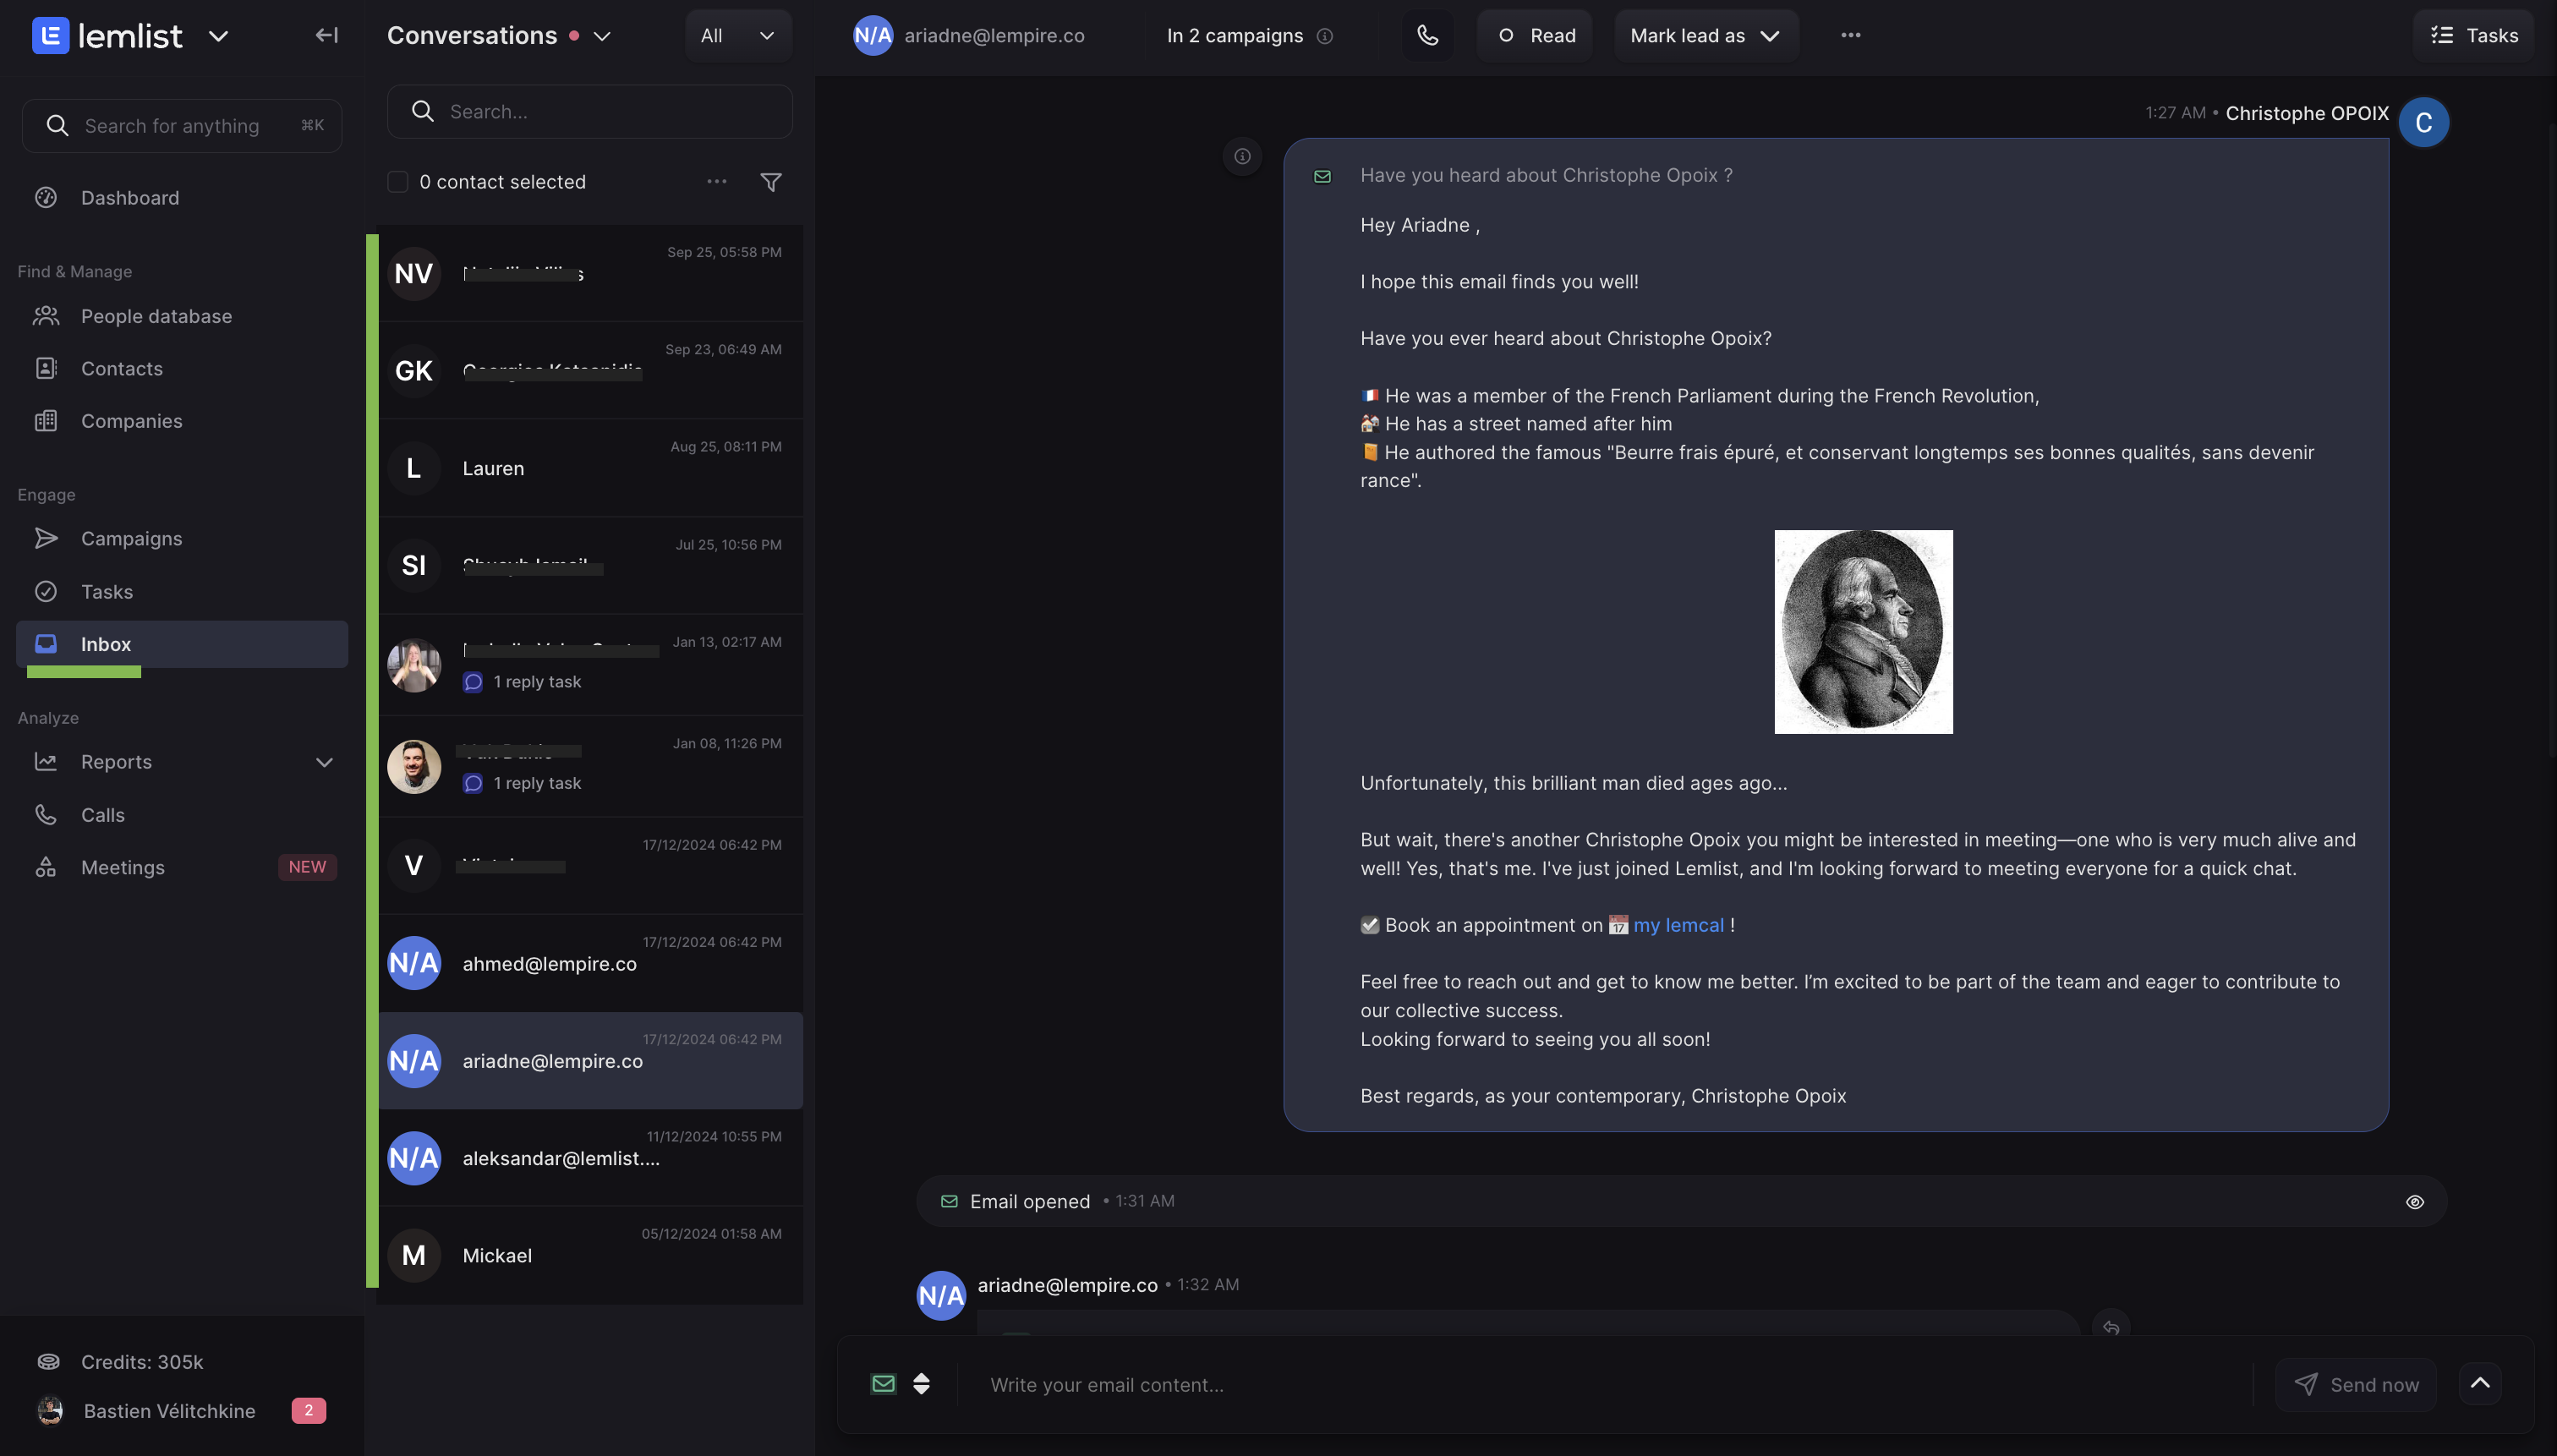 lemlist
Search for anything ⌘K
Dashboard
Find & Manage
People database
Contacts
Companies
Engage
Campaigns
Tasks
Inbox
Analyze
Reports
Calls
Meetings NEW
Credits: 305k
Bastien Vélitchkine 2
Conversations
All
Search...
0 contact selected
NV Sep 25, 05:58 PM
GK Sep 23, 06:49 AM
L Lauren Aug 25, 08:11 PM
SI Jul 25, 10:56 PM
Jan 13, 02:17 AM
1 reply task
Jan 08, 11:26 PM
1 reply task
V 17/12/2024 06:42 PM
N/A ahmed@lempire.co 17/12/2024 06:42 PM
N/A ariadne@lempire.co 17/12/2024 06:42 PM
N/A aleksandar@lemlist.... 11/12/2024 10:55 PM
M Mickael 05/12/2024 01:58 AM
N/A ariadne@lempire.co
In 2 campaigns
Read
Mark lead as
Tasks
1:27 AM • Christophe OPOIX C
Have you heard about Christophe Opoix ?
Hey Ariadne ,
I hope this email finds you well!
Have you ever heard about Christophe Opoix?
🇫🇷 He was a member of the French Parliament during the French Revolution,
🏘️ He has a street named after him
📙 He authored the famous "Beurre frais épuré, et conservant longtemps ses bonnes qualités, sans devenir
rance".
Unfortunately, this brilliant man died ages ago...
But wait, there's another Christophe Opoix you might be interested in meeting—one who is very much alive and
well! Yes, that's me. I've just joined Lemlist, and I'm looking forward to meeting everyone for a quick chat.
☑️ Book an appointment on 📅 my lemcal !
Feel free to reach out and get to know me better. I’m excited to be part of the team and eager to contribute to
our collective success.
Looking forward to seeing you all soon!
Best regards, as your contemporary, Christophe Opoix
Email opened • 1:31 AM
N/A ariadne@lempire.co • 1:32 AM
Write your email content...
Send now